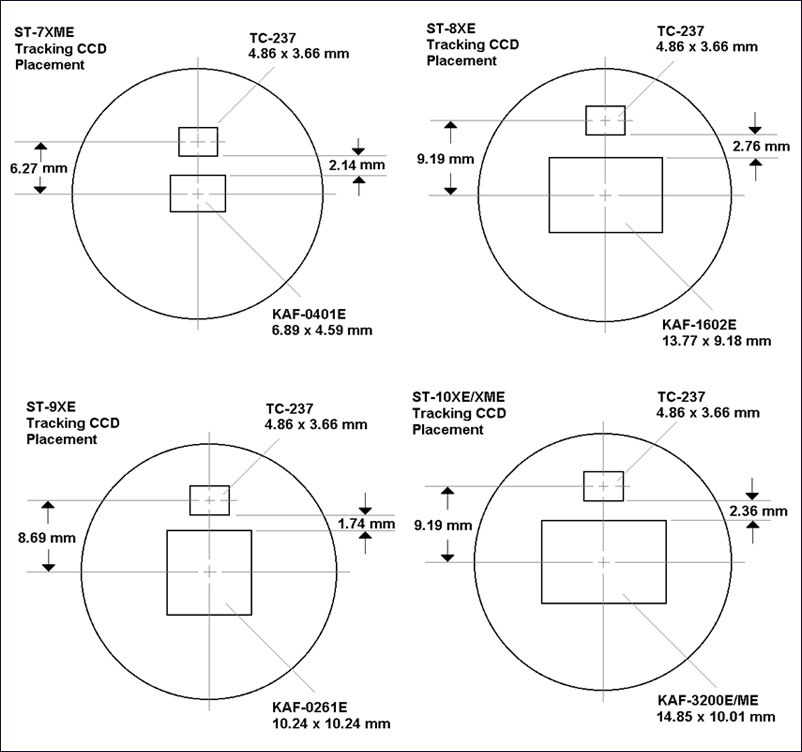 ST-7XME
Tracking CCD
Placement
TC-237
4.86 x 3.66 mm
6.27 mm
2.14 mm
KAF-0401E
6.89 x 4.59 mm
ST-8XE
Tracking CCD
Placement
TC-237
4.86 x 3.66 mm
9.19 mm
2.76 mm
KAF-1602E
13.77 x 9.18 mm
ST-9XE
Tracking CCD
Placement
TC-237
4.86 x 3.66 mm
8.69 mm
1.74 mm
KAF-0261E
10.24 x 10.24 mm
ST-10XE/XME
Tracking CCD
Placement
TC-237
4.86 x 3.66 mm
9.19 mm
2.36 mm
KAF-3200E/ME
14.85 x 10.01 mm